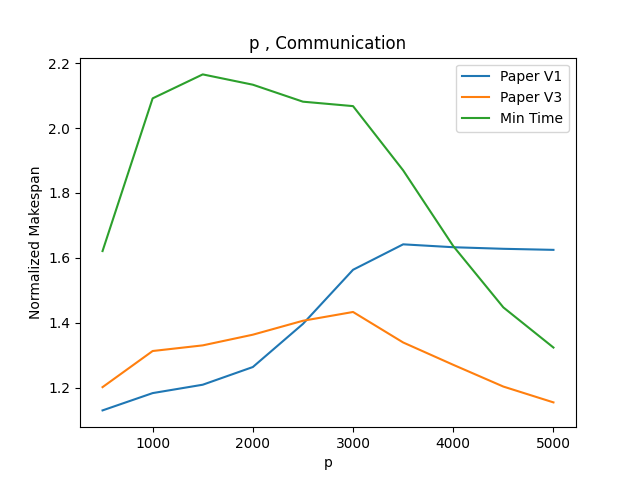 p , Communication
Paper V1
Paper V3
Min Time
Normalized Makespan
2.2
2.0
1.8
1.6
1.4
1.2
1000 2000 3000 4000 5000
p